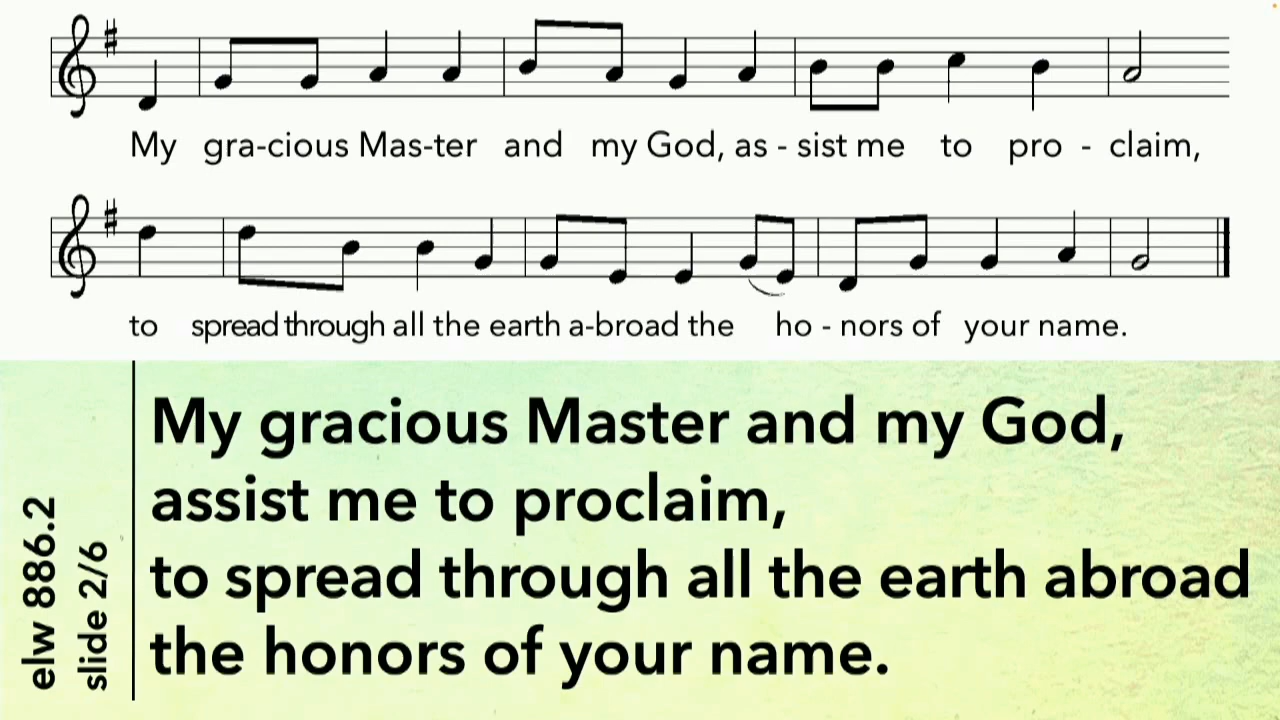 My gra-cious Mas-ter and my God, as - sist me to pro - claim,
to spread through all the earth a-broad the ho - nors of your name.
My gracious Master and my God,
assist me to proclaim,
to spread through all the earth abroad
the honors of your name.
elw 886.2
slide 2/6